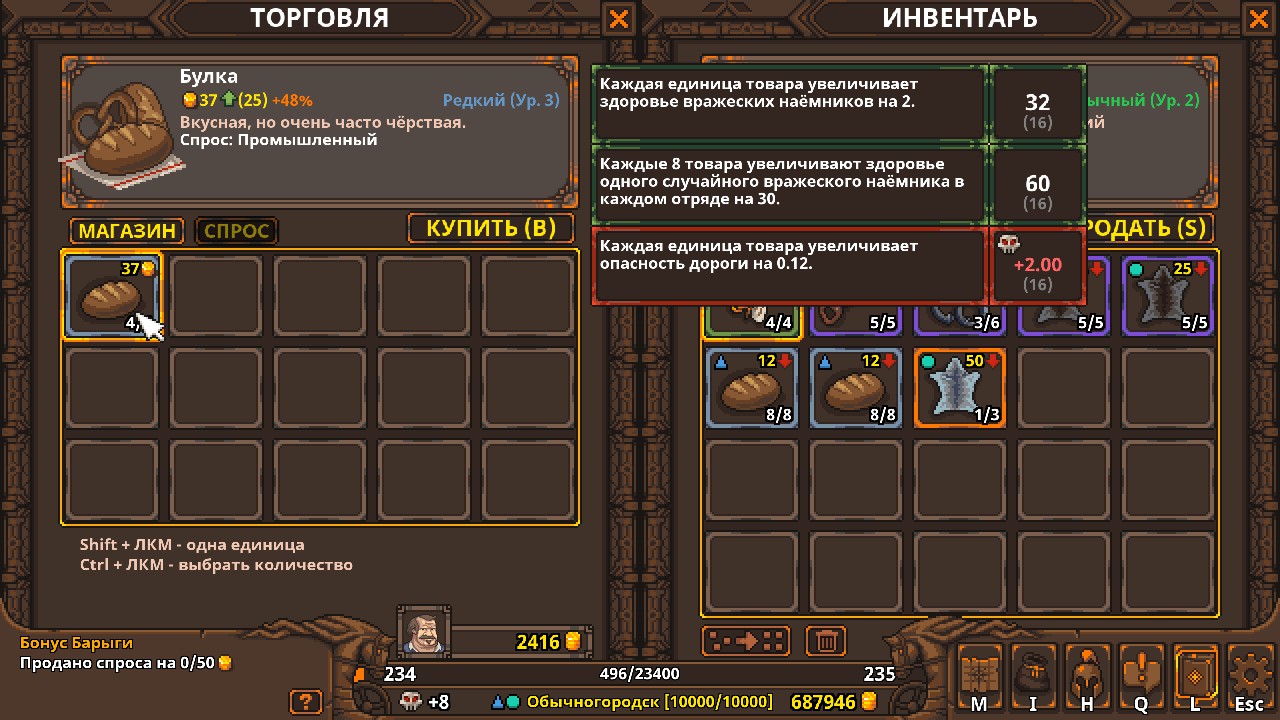 ТОРГОВЛЯ
ИНВЕНТАРЬ
Булка
37 (25) +48%
Редкий (Ур. 3)
Вкусная, но очень часто чёрствая.
Спрос: Промышленный
Каждая единица товара увеличивает
здоровье вражеских наёмников на 2.
32
(16)
Каждые 8 товара увеличивают здоровье
одного случайного вражеского наёмника в
каждом отряде на 30.
60
(16)
Каждая единица товара увеличивает
опасность дороги на 0.12.
+2.00
(16)
ычный (Ур. 2)
ий
МАГАЗИН
СПРОС
КУПИТЬ (B)
РОДАТЬ (S)
37
4/
25
4/4
5/5
3/6
5/5
5/5
12
12
50
8/8
8/8
1/3
Shift + ЛКМ - одна единица
Ctrl + ЛКМ - выбрать количество
Бонус Барыги
Продано спроса на 0/50
2416
234
496/23400
235
?
+8
Обычногородск [10000/10000]
687946
M
I
H
Q
L
Esc